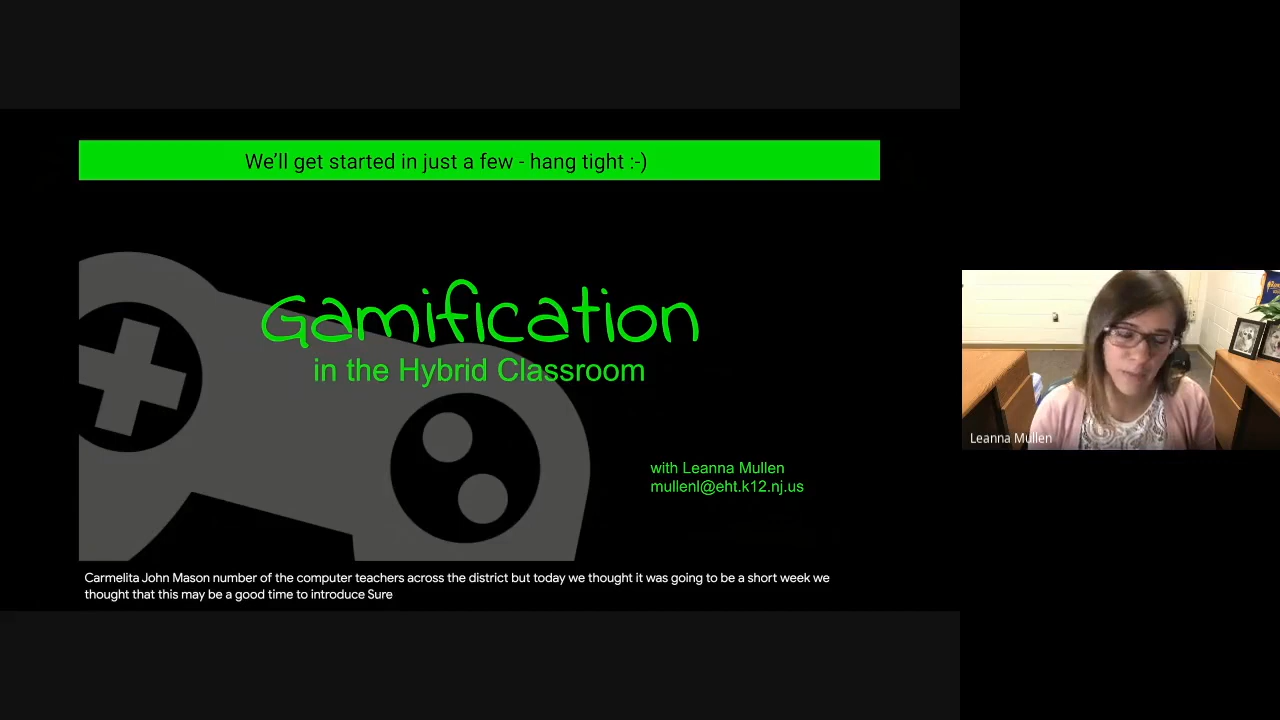 We'll get started in just a few - hang tight :-)
Gamification
in the Hybrid Classroom
with Leanna Mullen
mullenl@eht.k12.nj.us
Leanna Mullen
Carmelita John Mason number of the computer teachers across the district but today we thought it was going to be a short week we
thought that this may be a good time to introduce Sure